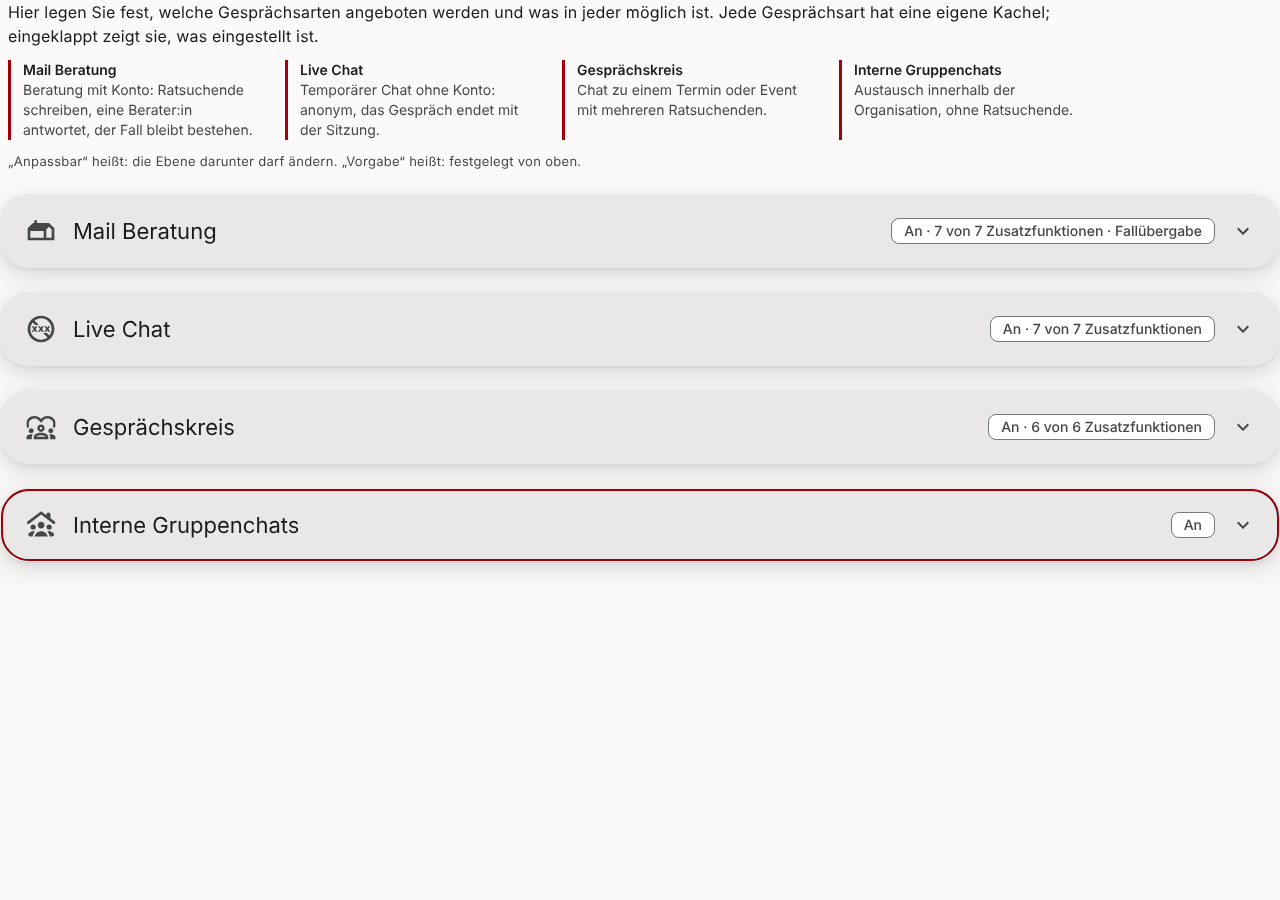 Hier legen Sie fest, welche Gesprächsarten angeboten werden und was in jeder möglich ist. Jede Gesprächsart hat eine eigene Kachel;
eingeklappt zeigt sie, was eingestellt ist.
Mail Beratung
Beratung mit Konto: Ratsuchende
schreiben, eine Berater:in
antwortet, der Fall bleibt bestehen.
Live Chat
Temporärer Chat ohne Konto:
anonym, das Gespräch endet mit
der Sitzung.
Gesprächskreis
Chat zu einem Termin oder Event
mit mehreren Ratsuchenden.
Interne Gruppenchats
Austausch innerhalb der
Organisation, ohne Ratsuchende.
„Anpassbar“ heißt: die Ebene darunter darf ändern. „Vorgabe“ heißt: festgelegt von oben.
Mail Beratung
An · 7 von 7 Zusatzfunktionen · Fallübergabe
xxx
Live Chat
An · 7 von 7 Zusatzfunktionen
Gesprächskreis
An · 6 von 6 Zusatzfunktionen
Interne Gruppenchats
An